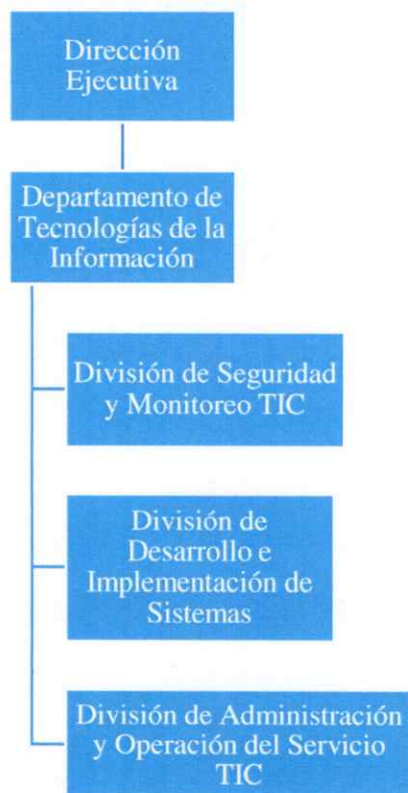 Dirección
Ejecutiva
Departamento de
Tecnologías de la
Información
División de Seguridad
y Monitoreo TIC
División de
Desarrollo e
Implementación de
Sistemas
División de Administración
y Operación del Servicio
TIC